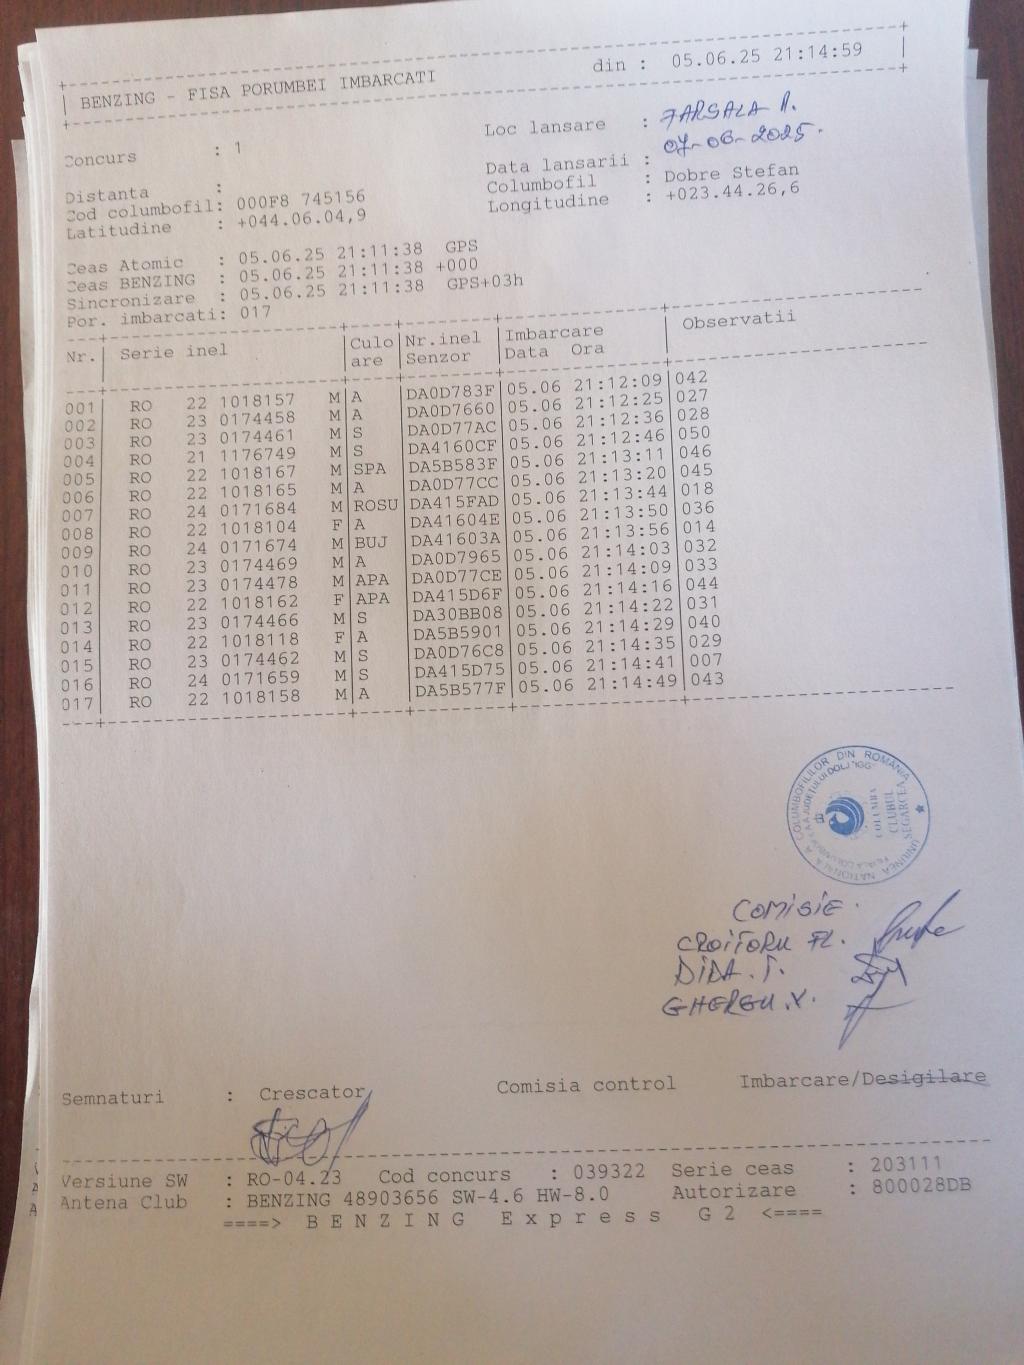 BENZING - FISA PORUMBEI IMBARCATI din : 05.06.25 21:14:59
Concurs : 1 Loc lansare : FARSALA A.
Data lansarii : 07-06-2025.
Distanta : Columbofil : Dobre Stefan
Cod columbofil: 000F8 745156 Longitudine : +023.44.26,6
Latitudine : +044.06.04,9
Ceas Atomic : 05.06.25 21:11:38 GPS
Ceas BENZING : 05.06.25 21:11:38 +000
Sincronizare : 05.06.25 21:11:38 GPS+03h
Por. imbarcati: 017
Nr.| Serie inel |Culo|Nr.inel |Imbarcare | Observatii
|are |Senzor |Data Ora
001| RO 22 1018157 M|A |DA0D783F|05.06 21:12:09|042
002| RO 23 0174458 M|A |DA0D7660|05.06 21:12:25|027
003| RO 23 0174461 M|S |DA0D77AC|05.06 21:12:36|028
004| RO 21 1176749 M|S |DA4160CF|05.06 21:12:46|050
005| RO 22 1018167 M|SPA |DA5B583F|05.06 21:13:11|046
006| RO 22 1018165 M|A |DA0D77CC|05.06 21:13:20|045
007| RO 24 0171684 M|ROSU|DA415FAD|05.06 21:13:44|018
008| RO 22 1018104 F|A |DA41604E|05.06 21:13:50|036
009| RO 24 0171674 M|BUJ |DA41603A|05.06 21:13:56|014
010| RO 23 0174469 M|A |DA0D7965|05.06 21:14:03|032
011| RO 23 0174478 M|APA |DA0D77CE|05.06 21:14:09|033
012| RO 22 1018162 F|APA |DA415D6F|05.06 21:14:16|044
013| RO 23 0174466 M|S |DA30BB08|05.06 21:14:22|031
014| RO 22 1018118 F|A |DA5B5901|05.06 21:14:29|040
015| RO 23 0174462 M|S |DA0D76C8|05.06 21:14:35|029
016| RO 24 0171659 M|S |DA415D75|05.06 21:14:41|007
017| RO 22 1018158 M|A |DA5B577F|05.06 21:14:49|043
UNIUNEA NATIONALA A COLUMBOFILILOR DIN ROMANIA
JUDETULUI DOLJ "IGG"
COLUMBA
CLUBUL
SEGARCEA
COMISIE.
CROITORU FL.
DIDA. I.
GHERGU.V.
Semnaturi : Crescator Comisia control Imbarcare/Desigilare
Versiune SW : RO-04.23 Cod concurs : 039322 Serie ceas : 203111
Antena Club : BENZING 48903656 SW-4.6 HW-8.0 Autorizare : 800028DB
====> B E N Z I N G E x p r e s s G 2 <====